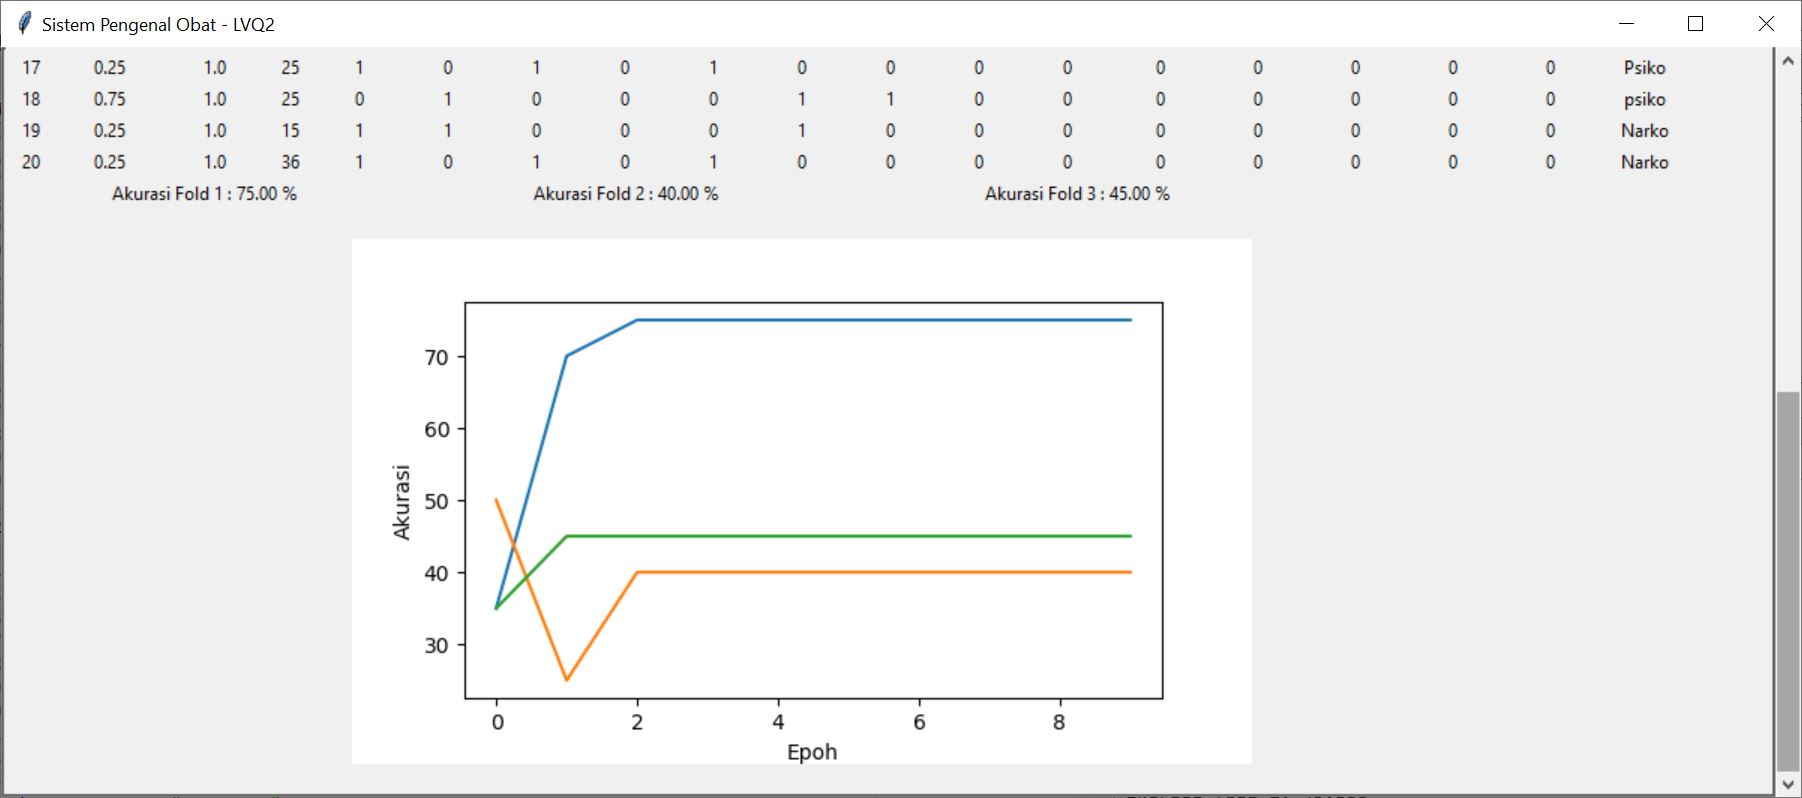 Sistem Pengenal Obat - LVQ2
17 0.25 1.0 25 1 0 1 0 1 0 0 0 0 0 0 0 0 0 Psiko
18 0.75 1.0 25 0 1 0 0 0 1 1 0 0 0 0 0 0 0 psiko
19 0.25 1.0 15 1 1 0 0 0 1 0 0 0 0 0 0 0 0 Narko
20 0.25 1.0 36 1 0 1 0 1 0 0 0 0 0 0 0 0 0 Narko
Akurasi Fold 1 : 75.00 % Akurasi Fold 2 : 40.00 % Akurasi Fold 3 : 45.00 %
70
60
50
40
30
Akurasi
0 2 4 6 8
Epoh